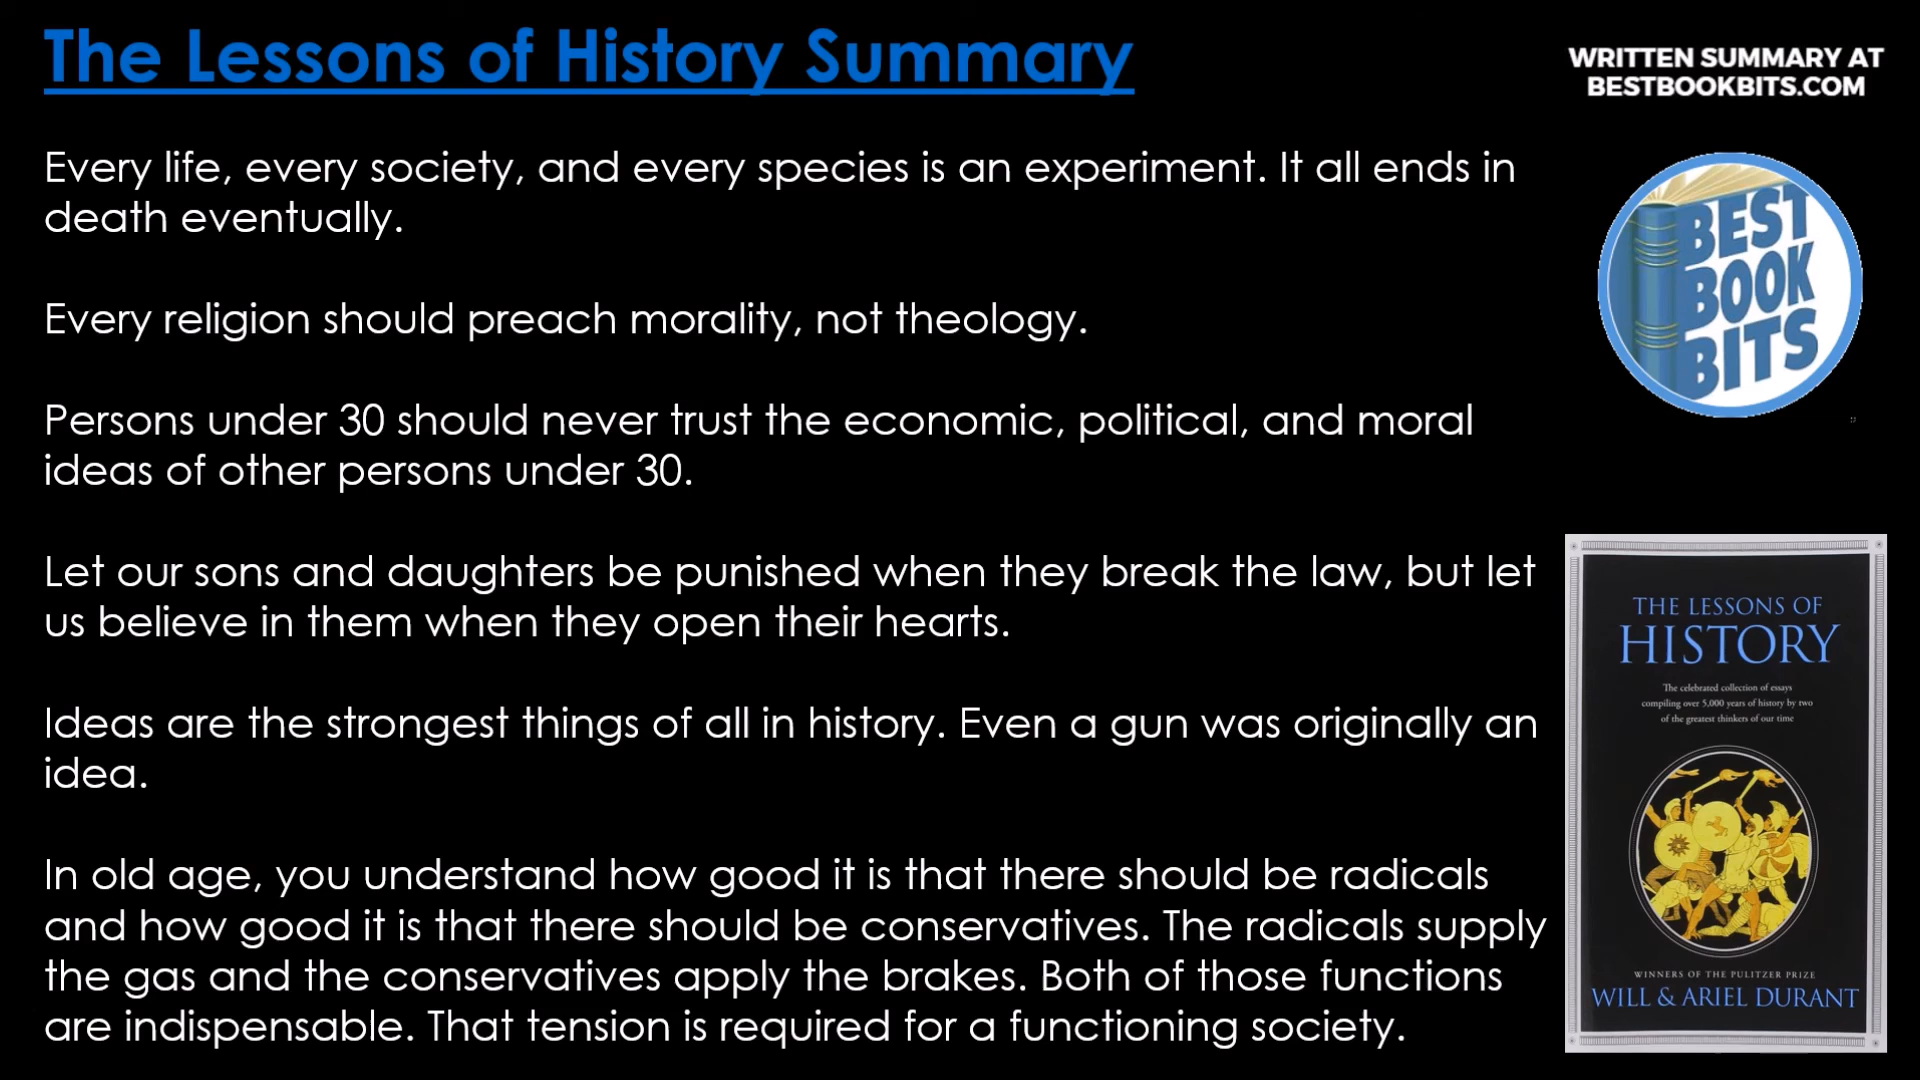 The Lessons of History Summary
WRITTEN SUMMARY AT
BESTBOOKBITS.COM
Every life, every society, and every species is an experiment. It all ends in
death eventually.
Every religion should preach morality, not theology.
Persons under 30 should never trust the economic, political, and moral
ideas of other persons under 30.
Let our sons and daughters be punished when they break the law, but let
us believe in them when they open their hearts.
Ideas are the strongest things of all in history. Even a gun was originally an
idea.
In old age, you understand how good it is that there should be radicals
and how good it is that there should be conservatives. The radicals supply
the gas and the conservatives apply the brakes. Both of those functions
are indispensable. That tension is required for a functioning society.
BEST
BOOK
BITS
THE LESSONS OF
HISTORY
The celebrated collection of essays
compiling over 5,000 years of history by two
of the greatest thinkers of our time
WINNERS OF THE PULITZER PRIZE
WILL & ARIEL DURANT